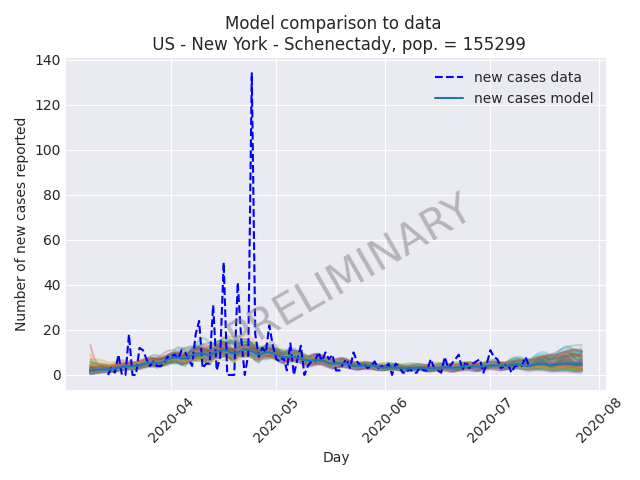 Model comparison to data
US - New York - Schenectady, pop. = 155299
140
120
100
80
60
40
20
0
Number of new cases reported
new cases data
new cases model
PRELIMINARY
2020-04
2020-05
2020-06
2020-07
2020-08
Day